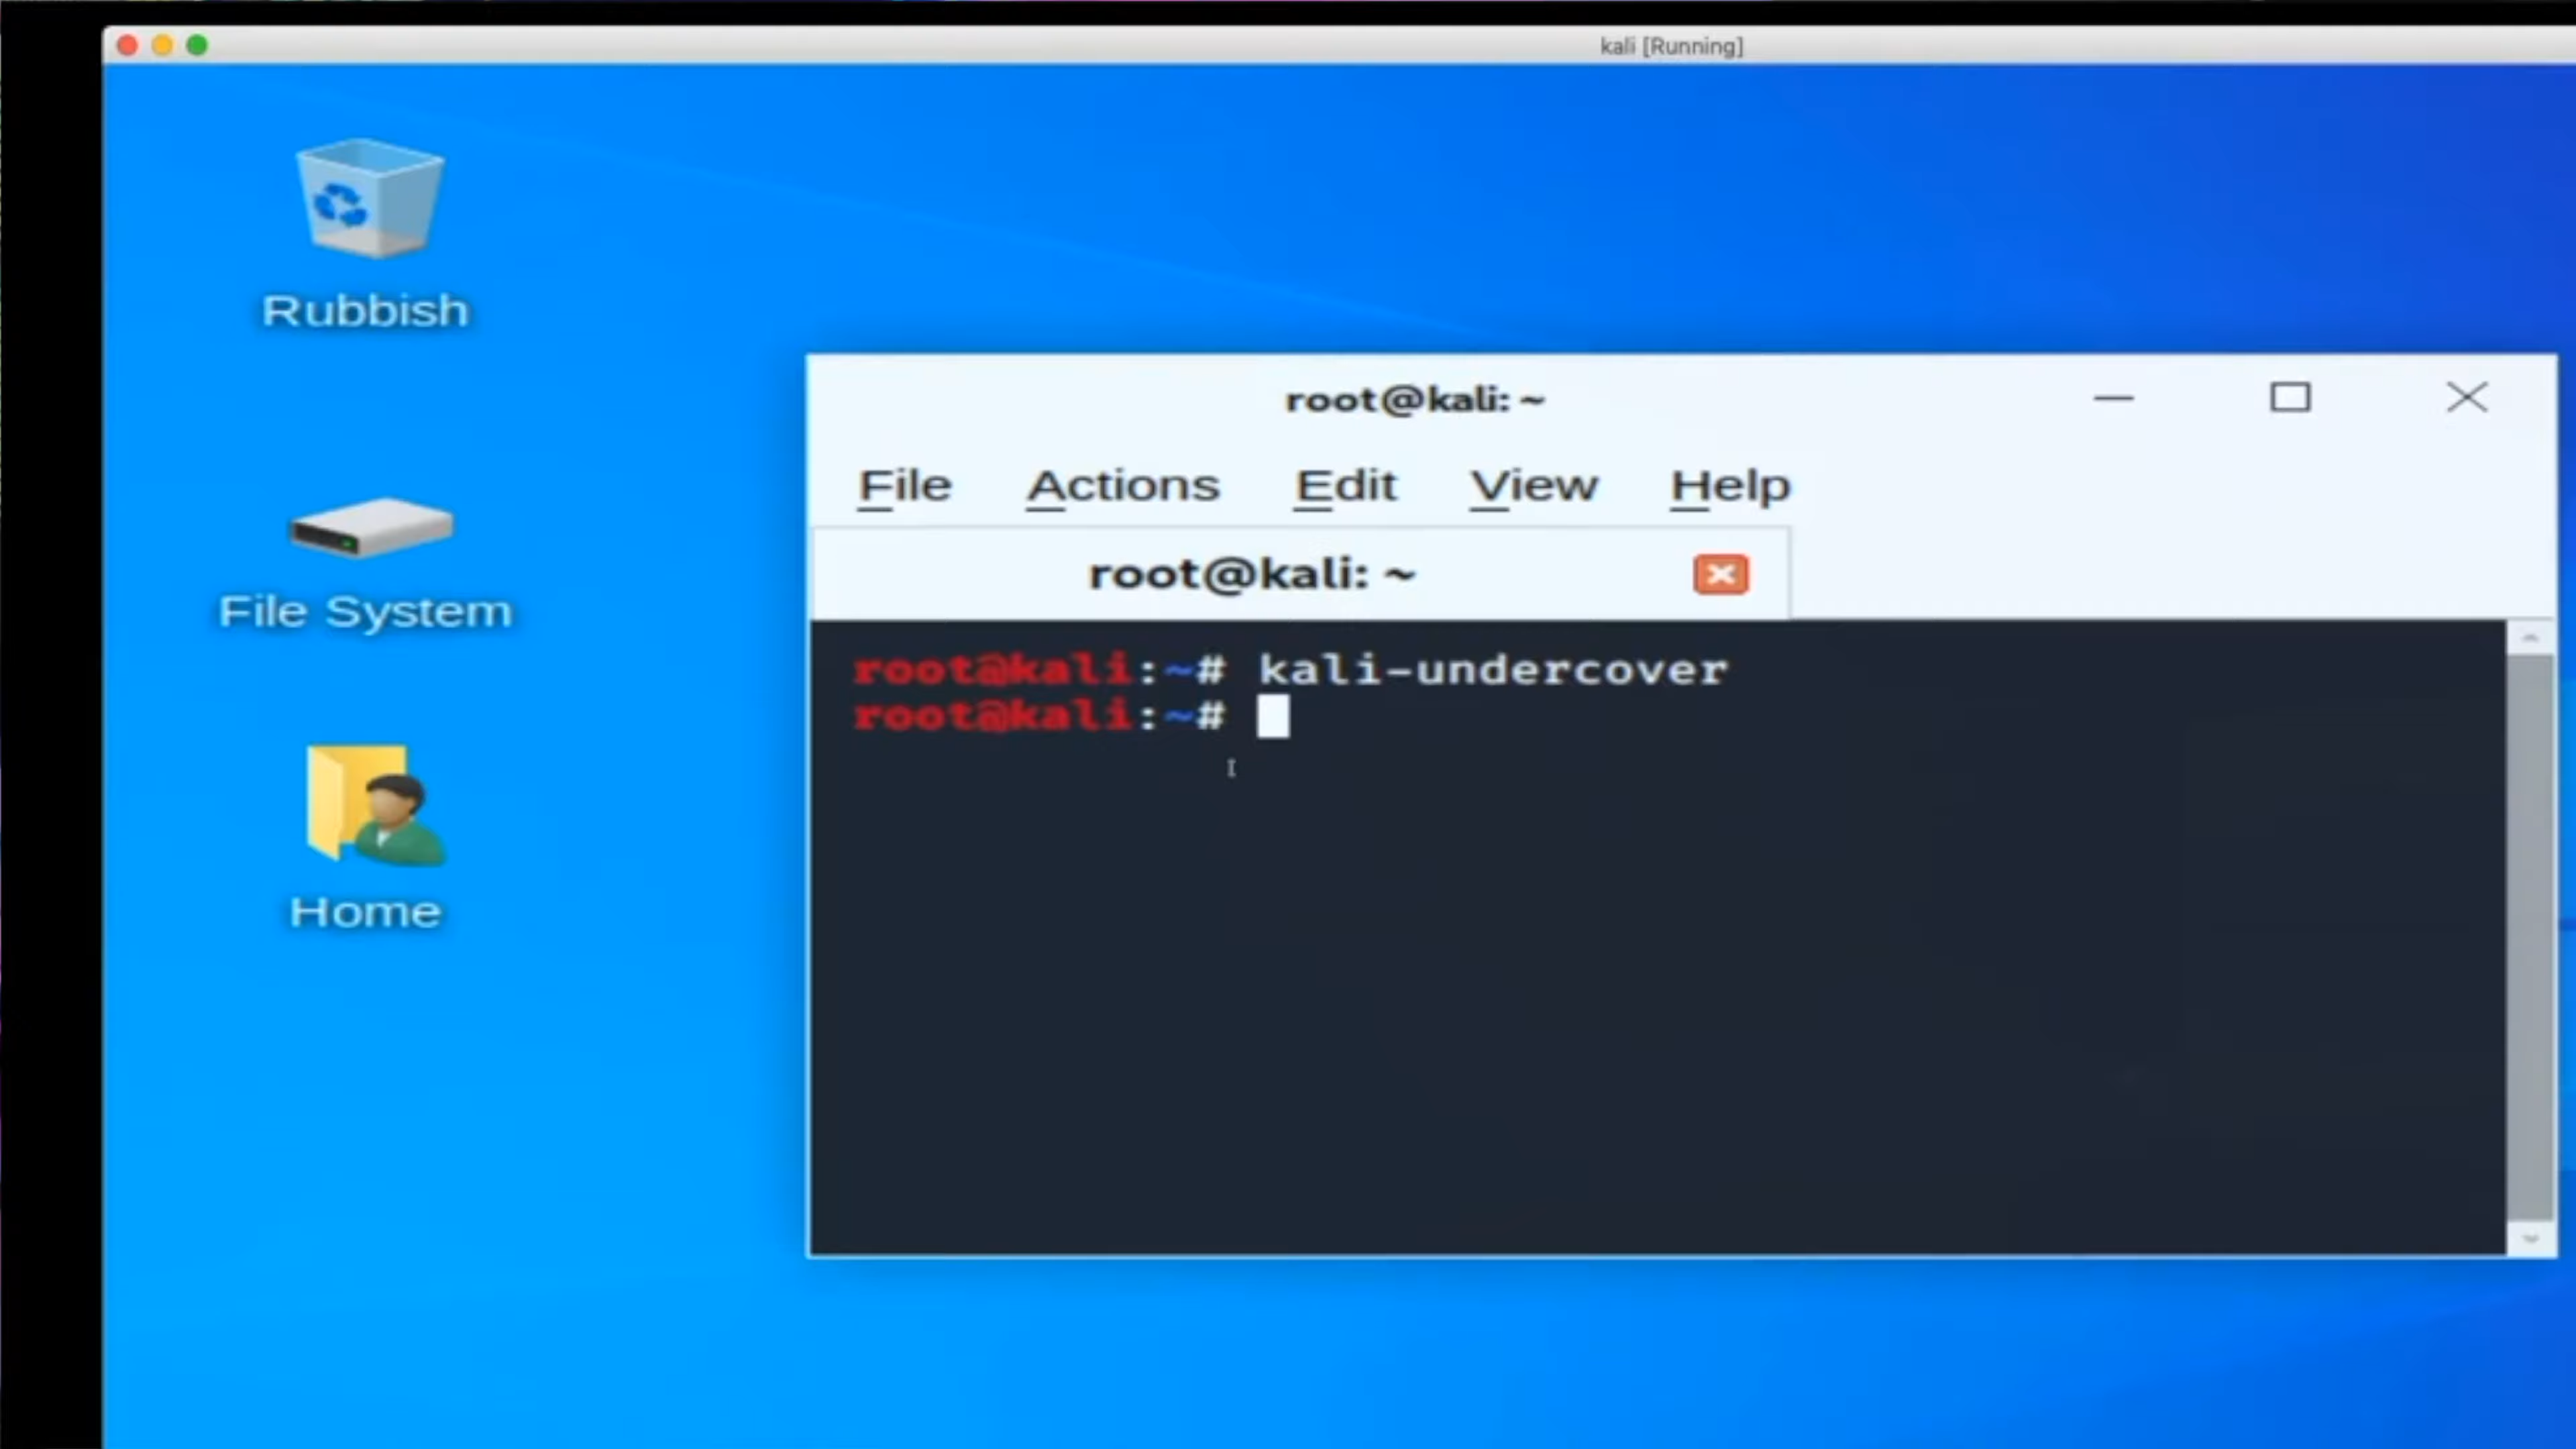 kali [Running]
Rubbish
File System
Home
root@kali: ~
File Actions Edit View Help
root@kali: ~
root@kali:~# kali-undercover
root@kali:~#